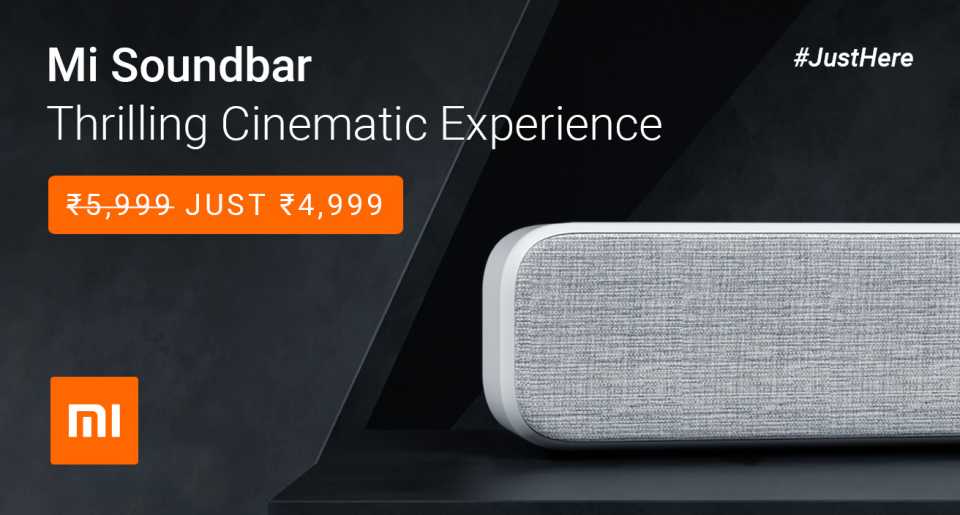 Mi Soundbar
#JustHere
Thrilling Cinematic Experience
₹5,999 JUST ₹4,999
mi